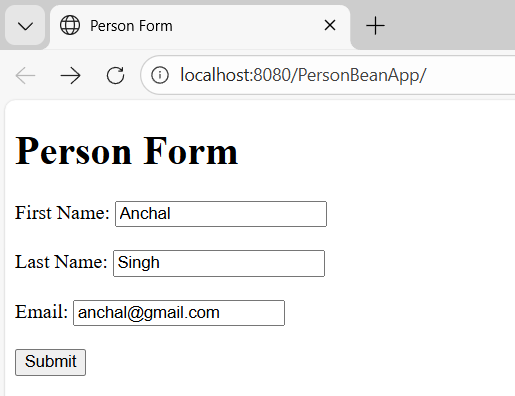 Person Form
localhost:8080/PersonBeanApp/
Person Form
First Name: Anchal
Last Name: Singh
Email: anchal@gmail.com
Submit